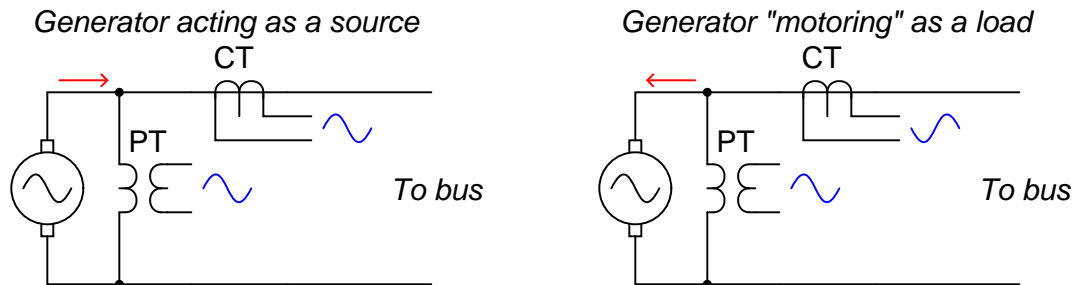 Generator acting as a source
CT
PT
To bus
Generator "motoring" as a load
CT
PT
To bus